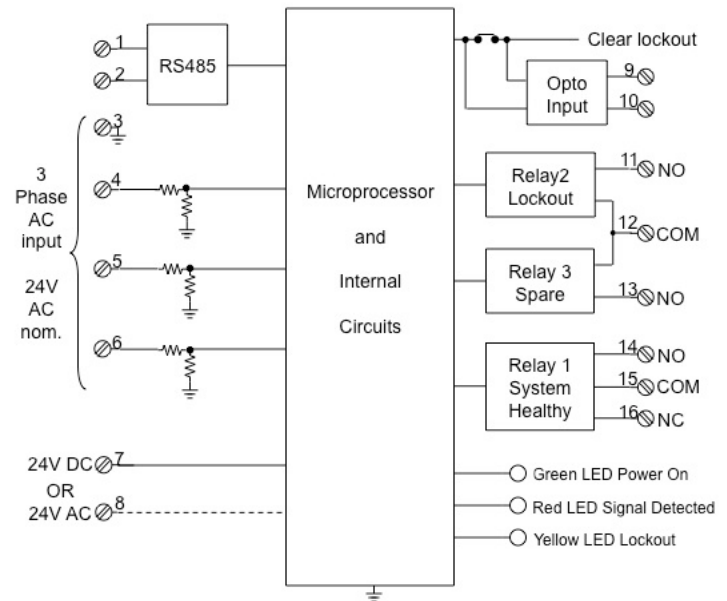 1
RS485
2
3
3
Phase
AC
input
24V
AC
nom.
4
5
6
24V DC
7
OR
24V AC
8
Microprocessor
and
Internal
Circuits
Clear lockout
Opto
Input
9
10
Relay2
Lockout
11
NO
12
COM
Relay 3
Spare
13
NO
Relay 1
System
Healthy
14
NO
15
COM
16
NC
Green LED Power On
Red LED Signal Detected
Yellow LED Lockout